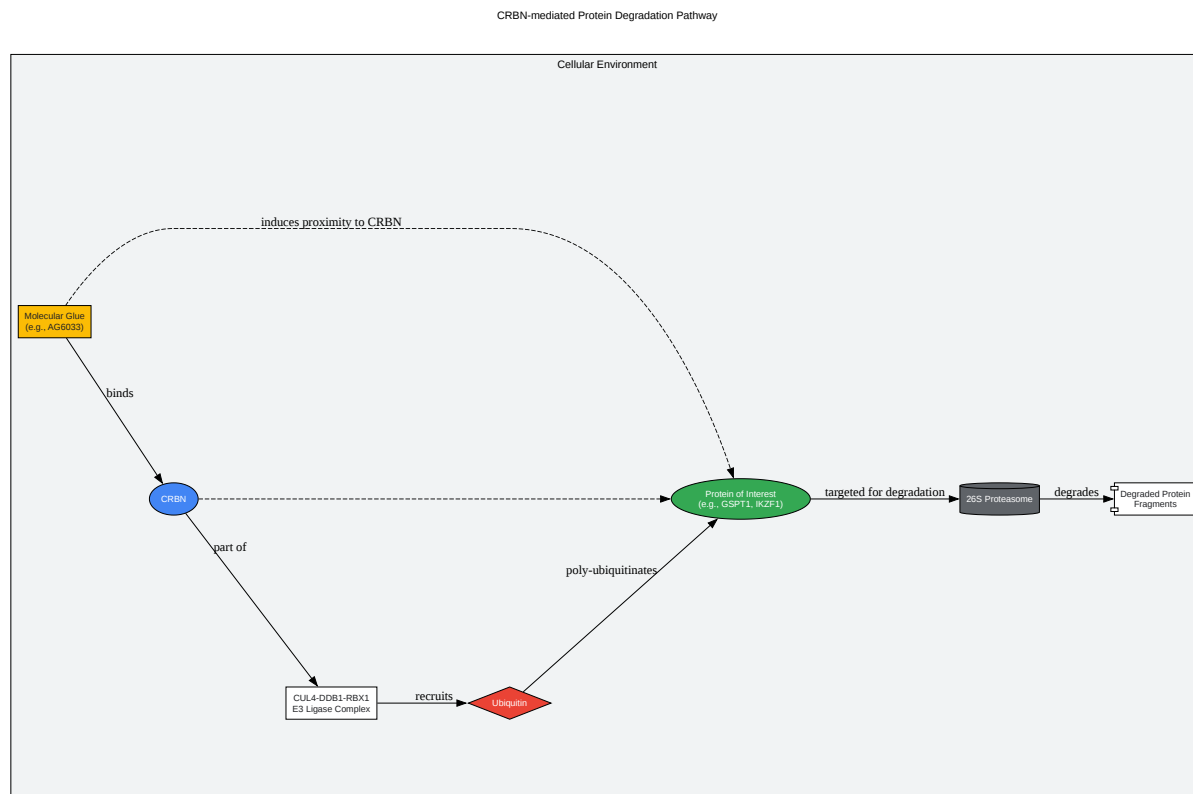 CRBN-mediated Protein Degradation Pathway
Cellular Environment
induces proximity to CRBN
Molecular Glue
(e.g., AG6033)
binds
CRBN
Protein of Interest
(e.g., GSPT1, IKZF1)
targeted for degradation
26S Proteasome
degrades
Degraded Protein
Fragments
part of
poly-ubiquitinates
CUL4-DDB1-RBX1
E3 Ligase Complex
recruits
Ubiquitin